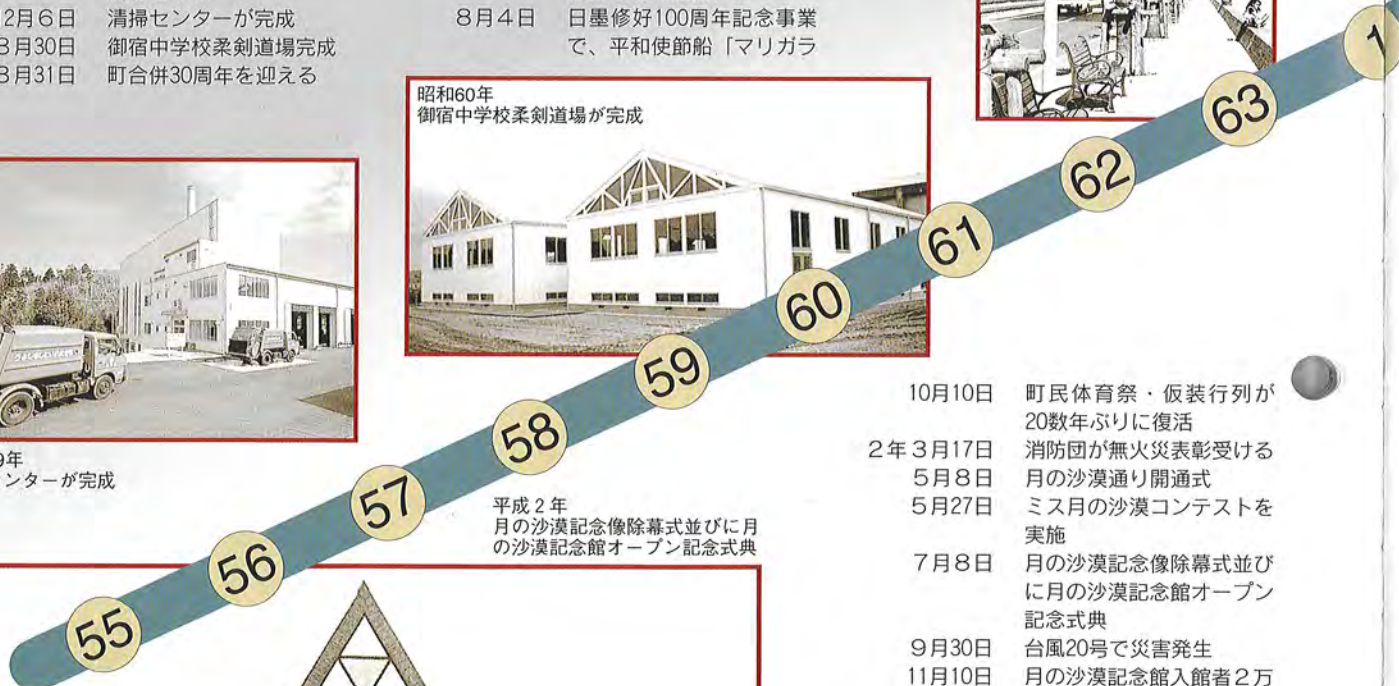 12月6日 清掃センターが完成
3月30日 御宿中学校柔剣道場完成
3月31日 町合併30周年を迎える
8月4日 日墨修好100周年記念事業
で、平和使節船「マリガラ
昭和60年
御宿中学校柔剣道場が完成
9年
ンターが完成
平成2年
月の沙漠記念像除幕式並びに月
の沙漠記念館オープン記念式典
55
56
57
58
59
60
61
62
63
1
10月10日 町民体育祭・仮装行列が
20数年ぶりに復活
2年3月17日 消防団が無火災表彰受ける
5月8日 月の沙漠通り開通式
5月27日 ミス月の沙漠コンテストを
実施
7月8日 月の沙漠記念像除幕式並び
に月の沙漠記念館オープン
記念式典
9月30日 台風20号で災害発生
11月10日 月の沙漠記念館入館者2万